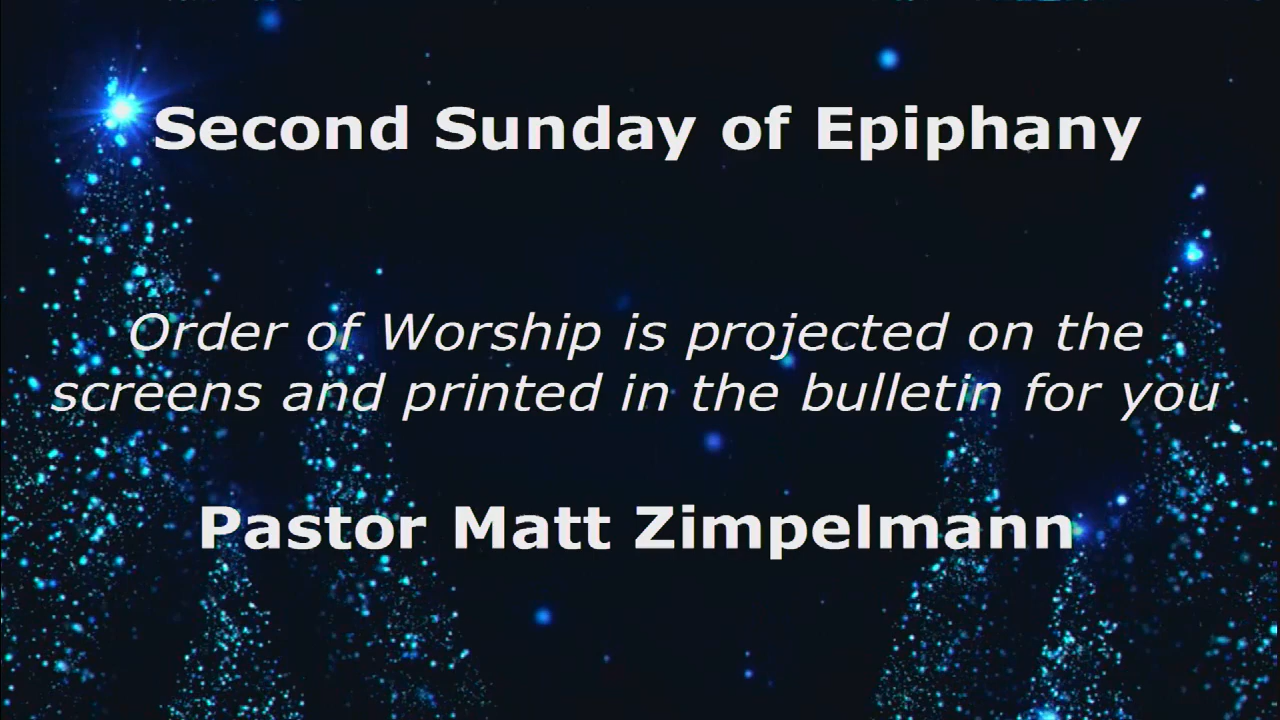 Second Sunday of Epiphany
Order of Worship is projected on the
screens and printed in the bulletin for you
Pastor Matt Zimpelmann